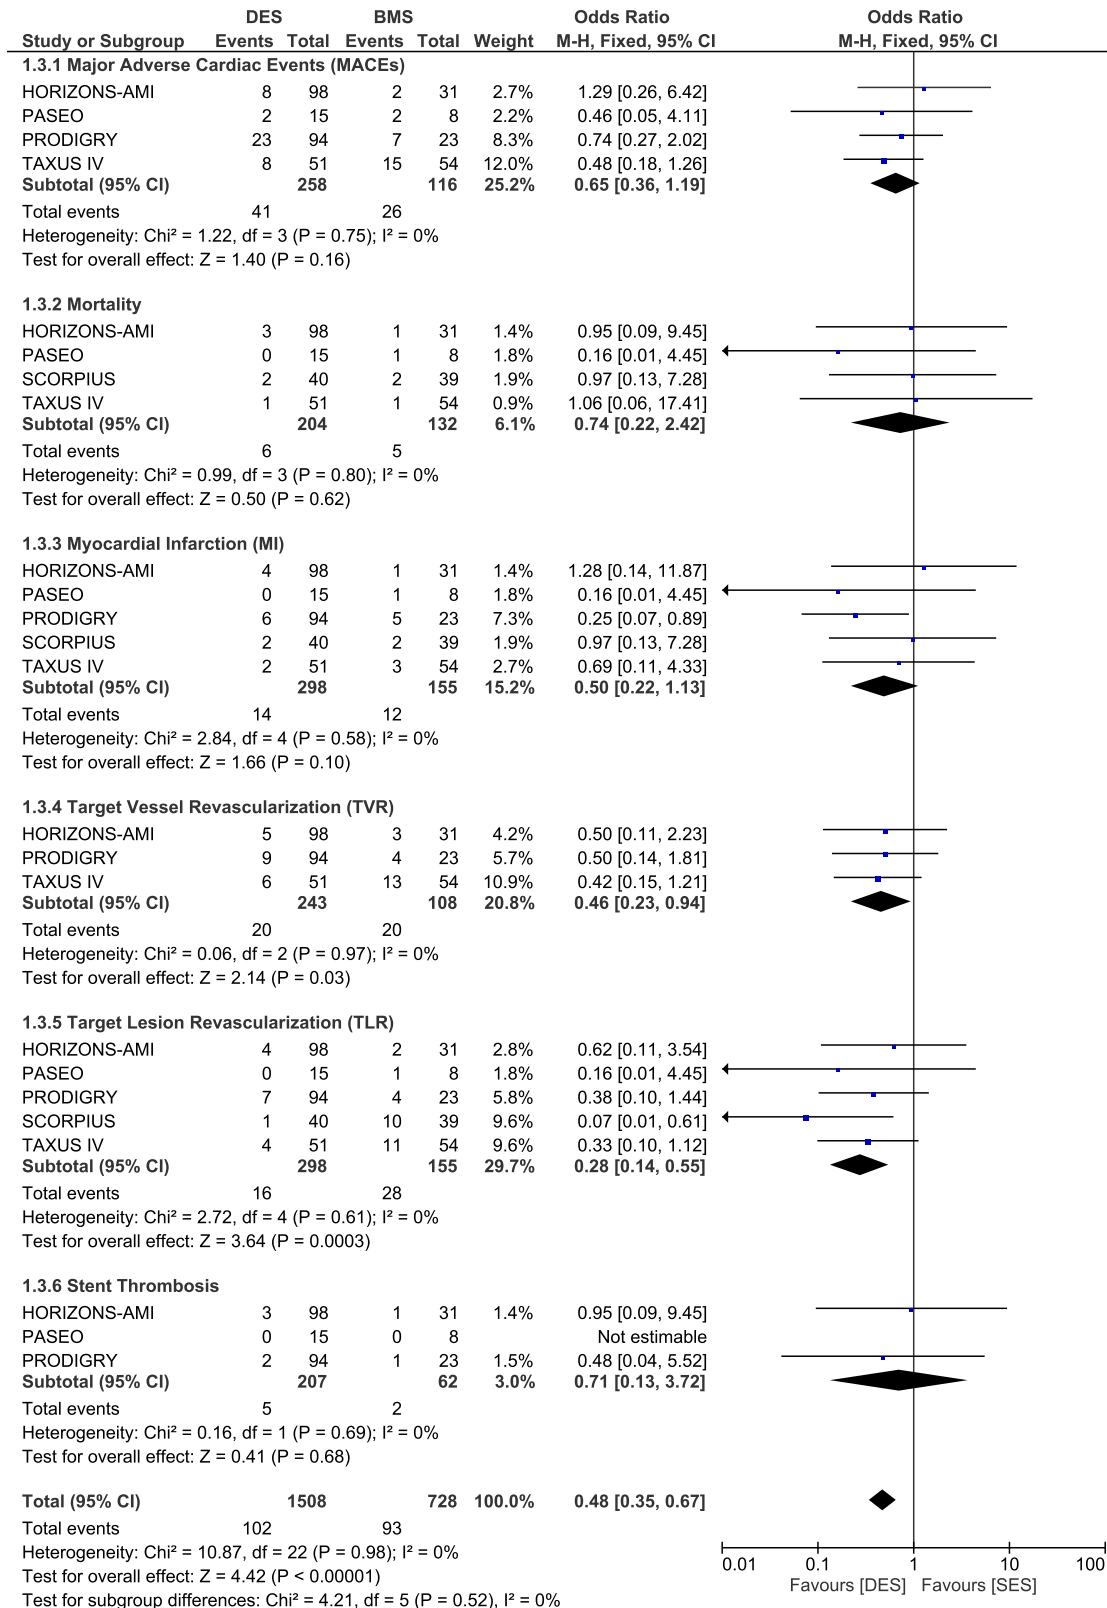 DES BMS Odds Ratio Odds Ratio
Study or Subgroup Events Total Events Total Weight M-H, Fixed, 95% CI M-H, Fixed, 95% CI
1.3.1 Major Adverse Cardiac Events (MACEs)
HORIZONS-AMI 8 98 2 31 2.7% 1.29 [0.26, 6.42]
PASEO 2 15 2 8 2.2% 0.46 [0.05, 4.11]
PRODIGRY 23 94 7 23 8.3% 0.74 [0.27, 2.02]
TAXUS IV 8 51 15 54 12.0% 0.48 [0.18, 1.26]
Subtotal (95% CI) 258 116 25.2% 0.65 [0.36, 1.19]
Total events 41 26
Heterogeneity: Chi² = 1.22, df = 3 (P = 0.75); I² = 0%
Test for overall effect: Z = 1.40 (P = 0.16)
1.3.2 Mortality
HORIZONS-AMI 3 98 1 31 1.4% 0.95 [0.09, 9.45]
PASEO 0 15 1 8 1.8% 0.16 [0.01, 4.45]
SCORPIUS 2 40 2 39 1.9% 0.97 [0.13, 7.28]
TAXUS IV 1 51 1 54 0.9% 1.06 [0.06, 17.41]
Subtotal (95% CI) 204 132 6.1% 0.74 [0.22, 2.42]
Total events 6 5
Heterogeneity: Chi² = 0.99, df = 3 (P = 0.80); I² = 0%
Test for overall effect: Z = 0.50 (P = 0.62)
1.3.3 Myocardial Infarction (MI)
HORIZONS-AMI 4 98 1 31 1.4% 1.28 [0.14, 11.87]
PASEO 0 15 1 8 1.8% 0.16 [0.01, 4.45]
PRODIGRY 6 94 5 23 7.3% 0.25 [0.07, 0.89]
SCORPIUS 2 40 2 39 1.9% 0.97 [0.13, 7.28]
TAXUS IV 2 51 3 54 2.7% 0.69 [0.11, 4.33]
Subtotal (95% CI) 298 155 15.2% 0.50 [0.22, 1.13]
Total events 14 12
Heterogeneity: Chi² = 2.84, df = 4 (P = 0.58); I² = 0%
Test for overall effect: Z = 1.66 (P = 0.10)
1.3.4 Target Vessel Revascularization (TVR)
HORIZONS-AMI 5 98 3 31 4.2% 0.50 [0.11, 2.23]
PRODIGRY 9 94 4 23 5.7% 0.50 [0.14, 1.81]
TAXUS IV 6 51 13 54 10.9% 0.42 [0.15, 1.21]
Subtotal (95% CI) 243 108 20.8% 0.46 [0.23, 0.94]
Total events 20 20
Heterogeneity: Chi² = 0.06, df = 2 (P = 0.97); I² = 0%
Test for overall effect: Z = 2.14 (P = 0.03)
1.3.5 Target Lesion Revascularization (TLR)
HORIZONS-AMI 4 98 2 31 2.8% 0.62 [0.11, 3.54]
PASEO 0 15 1 8 1.8% 0.16 [0.01, 4.45]
PRODIGRY 7 94 4 23 5.8% 0.38 [0.10, 1.44]
SCORPIUS 1 40 10 39 9.6% 0.07 [0.01, 0.61]
TAXUS IV 4 51 11 54 9.6% 0.33 [0.10, 1.12]
Subtotal (95% CI) 298 155 29.7% 0.28 [0.14, 0.55]
Total events 16 28
Heterogeneity: Chi² = 2.72, df = 4 (P = 0.61); I² = 0%
Test for overall effect: Z = 3.64 (P = 0.0003)
1.3.6 Stent Thrombosis
HORIZONS-AMI 3 98 1 31 1.4% 0.95 [0.09, 9.45]
PASEO 0 15 0 8 Not estimable
PRODIGRY 2 94 1 23 1.5% 0.48 [0.04, 5.52]
Subtotal (95% CI) 207 62 3.0% 0.71 [0.13, 3.72]
Total events 5 2
Heterogeneity: Chi² = 0.16, df = 1 (P = 0.69); I² = 0%
Test for overall effect: Z = 0.41 (P = 0.68)
Total (95% CI) 1508 728 100.0% 0.48 [0.35, 0.67]
Total events 102 93
Heterogeneity: Chi² = 10.87, df = 22 (P = 0.98); I² = 0%
Test for overall effect: Z = 4.42 (P < 0.00001)
Test for subgroup differences: Chi² = 4.21, df = 5 (P = 0.52), I² = 0%
0.01 0.1 1 10 100
Favours [DES] Favours [SES]